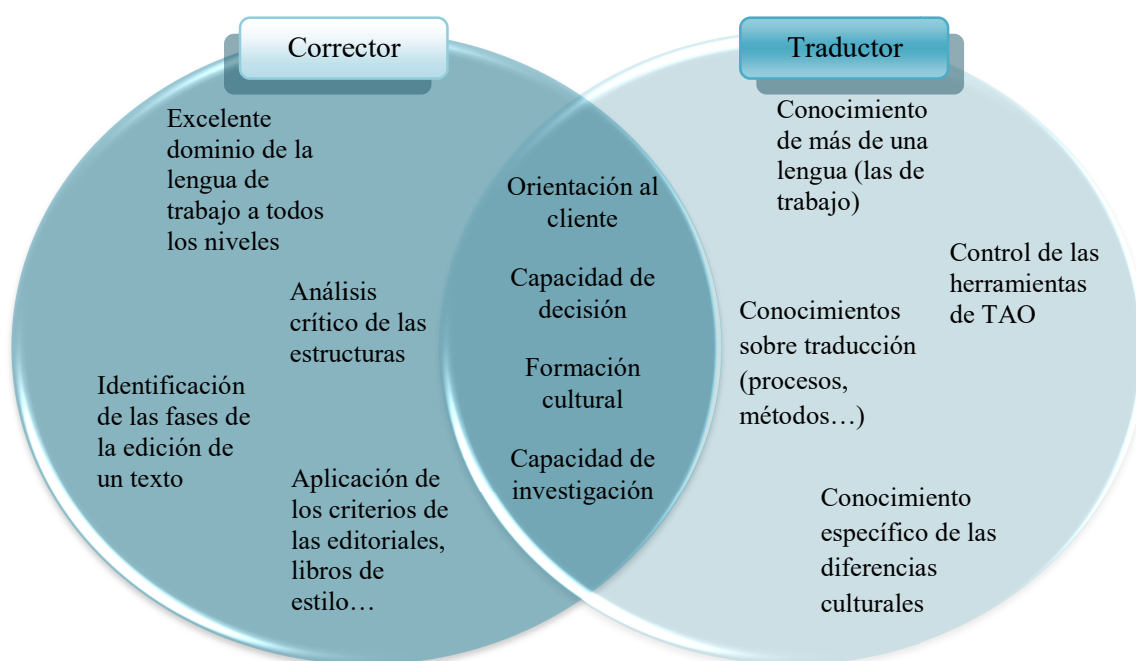 Corrector
Excelente
dominio de la
lengua de
trabajo a todos
los niveles
Análisis
crítico de las
estructuras
Identificación
de las fases de
la edición de
un texto
Aplicación de
los criterios de
las editoriales,
libros de
estilo…
Orientación al
cliente
Capacidad de
decisión
Formación
cultural
Capacidad de
investigación
Traductor
Conocimiento
de más de una
lengua (las de
trabajo)
Control de las
herramientas
de TAO
Conocimientos
sobre traducción
(procesos,
métodos…)
Conocimiento
específico de las
diferencias
culturales